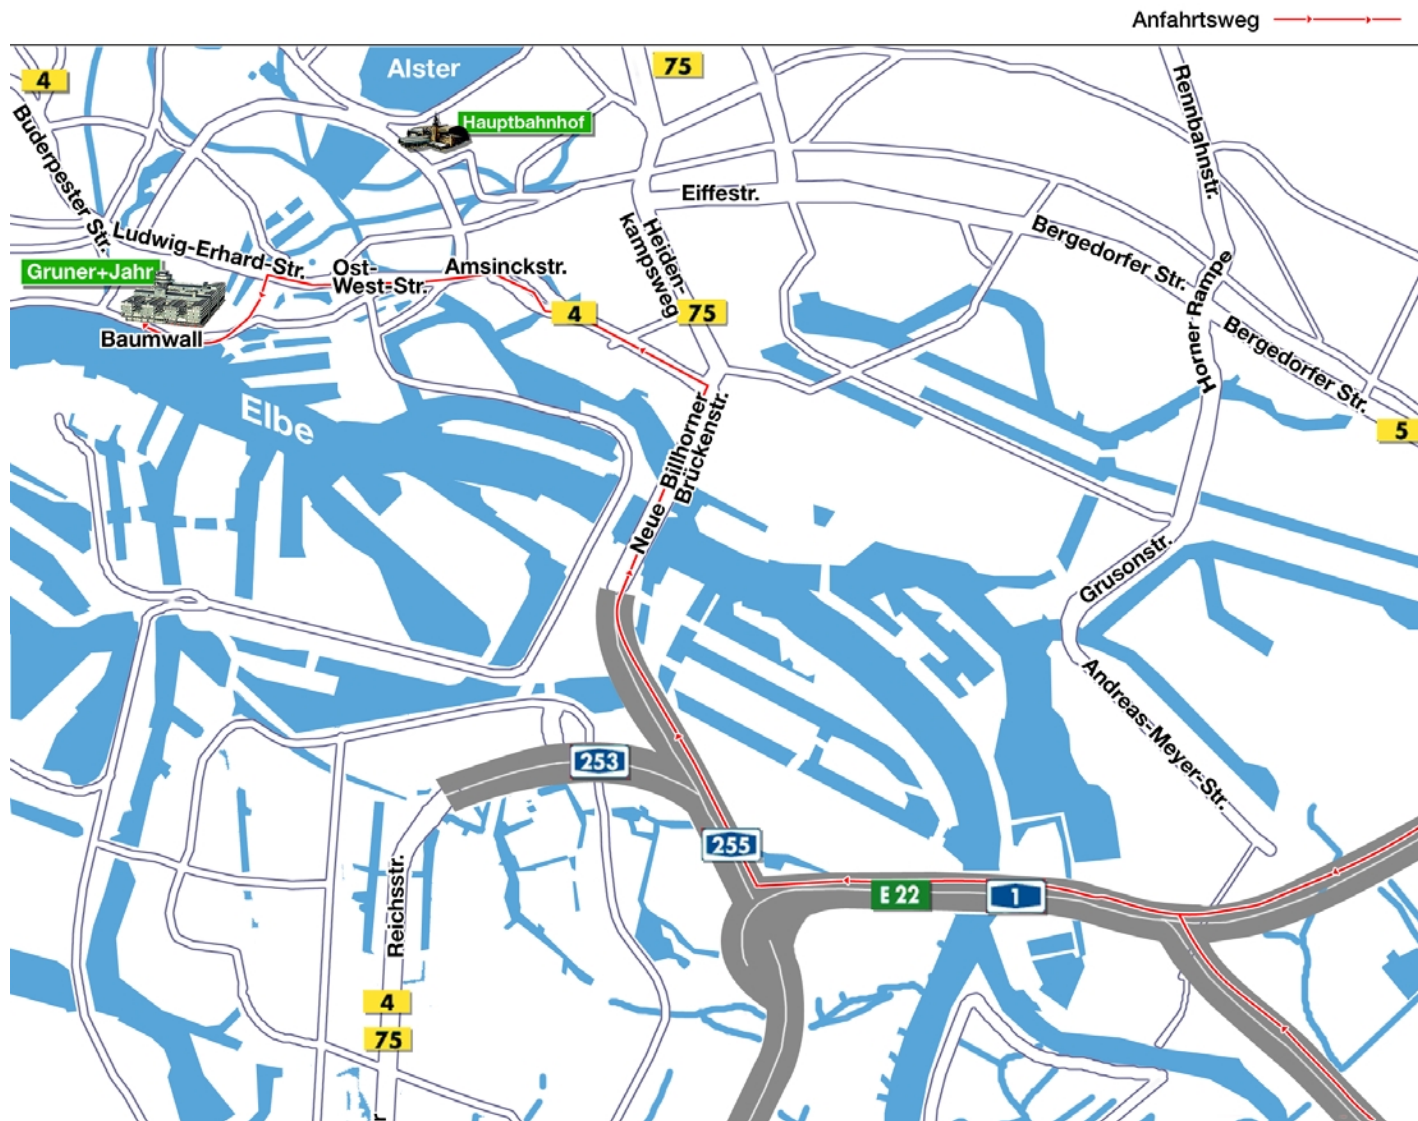 Anfahrtsweg
Alster
75
4
Hauptbahnhof
Rennbahnstr.
Buderpester Str.
Eiffestr.
Heiden-
kampsweg
Bergedorfer Str.
Ludwig-Erhard-Str.
Gruner+Jahr
Ost-
West-Str.
Amsinckstr.
4
75
Horner Rampe
Baumwall
Bergedorfer Str.
Elbe
5
Neue Billhorner
Brückenstr.
Grusonstr.
Andreas-Meyer-Str.
253
255
E 22
1
Reichsstr.
4
75